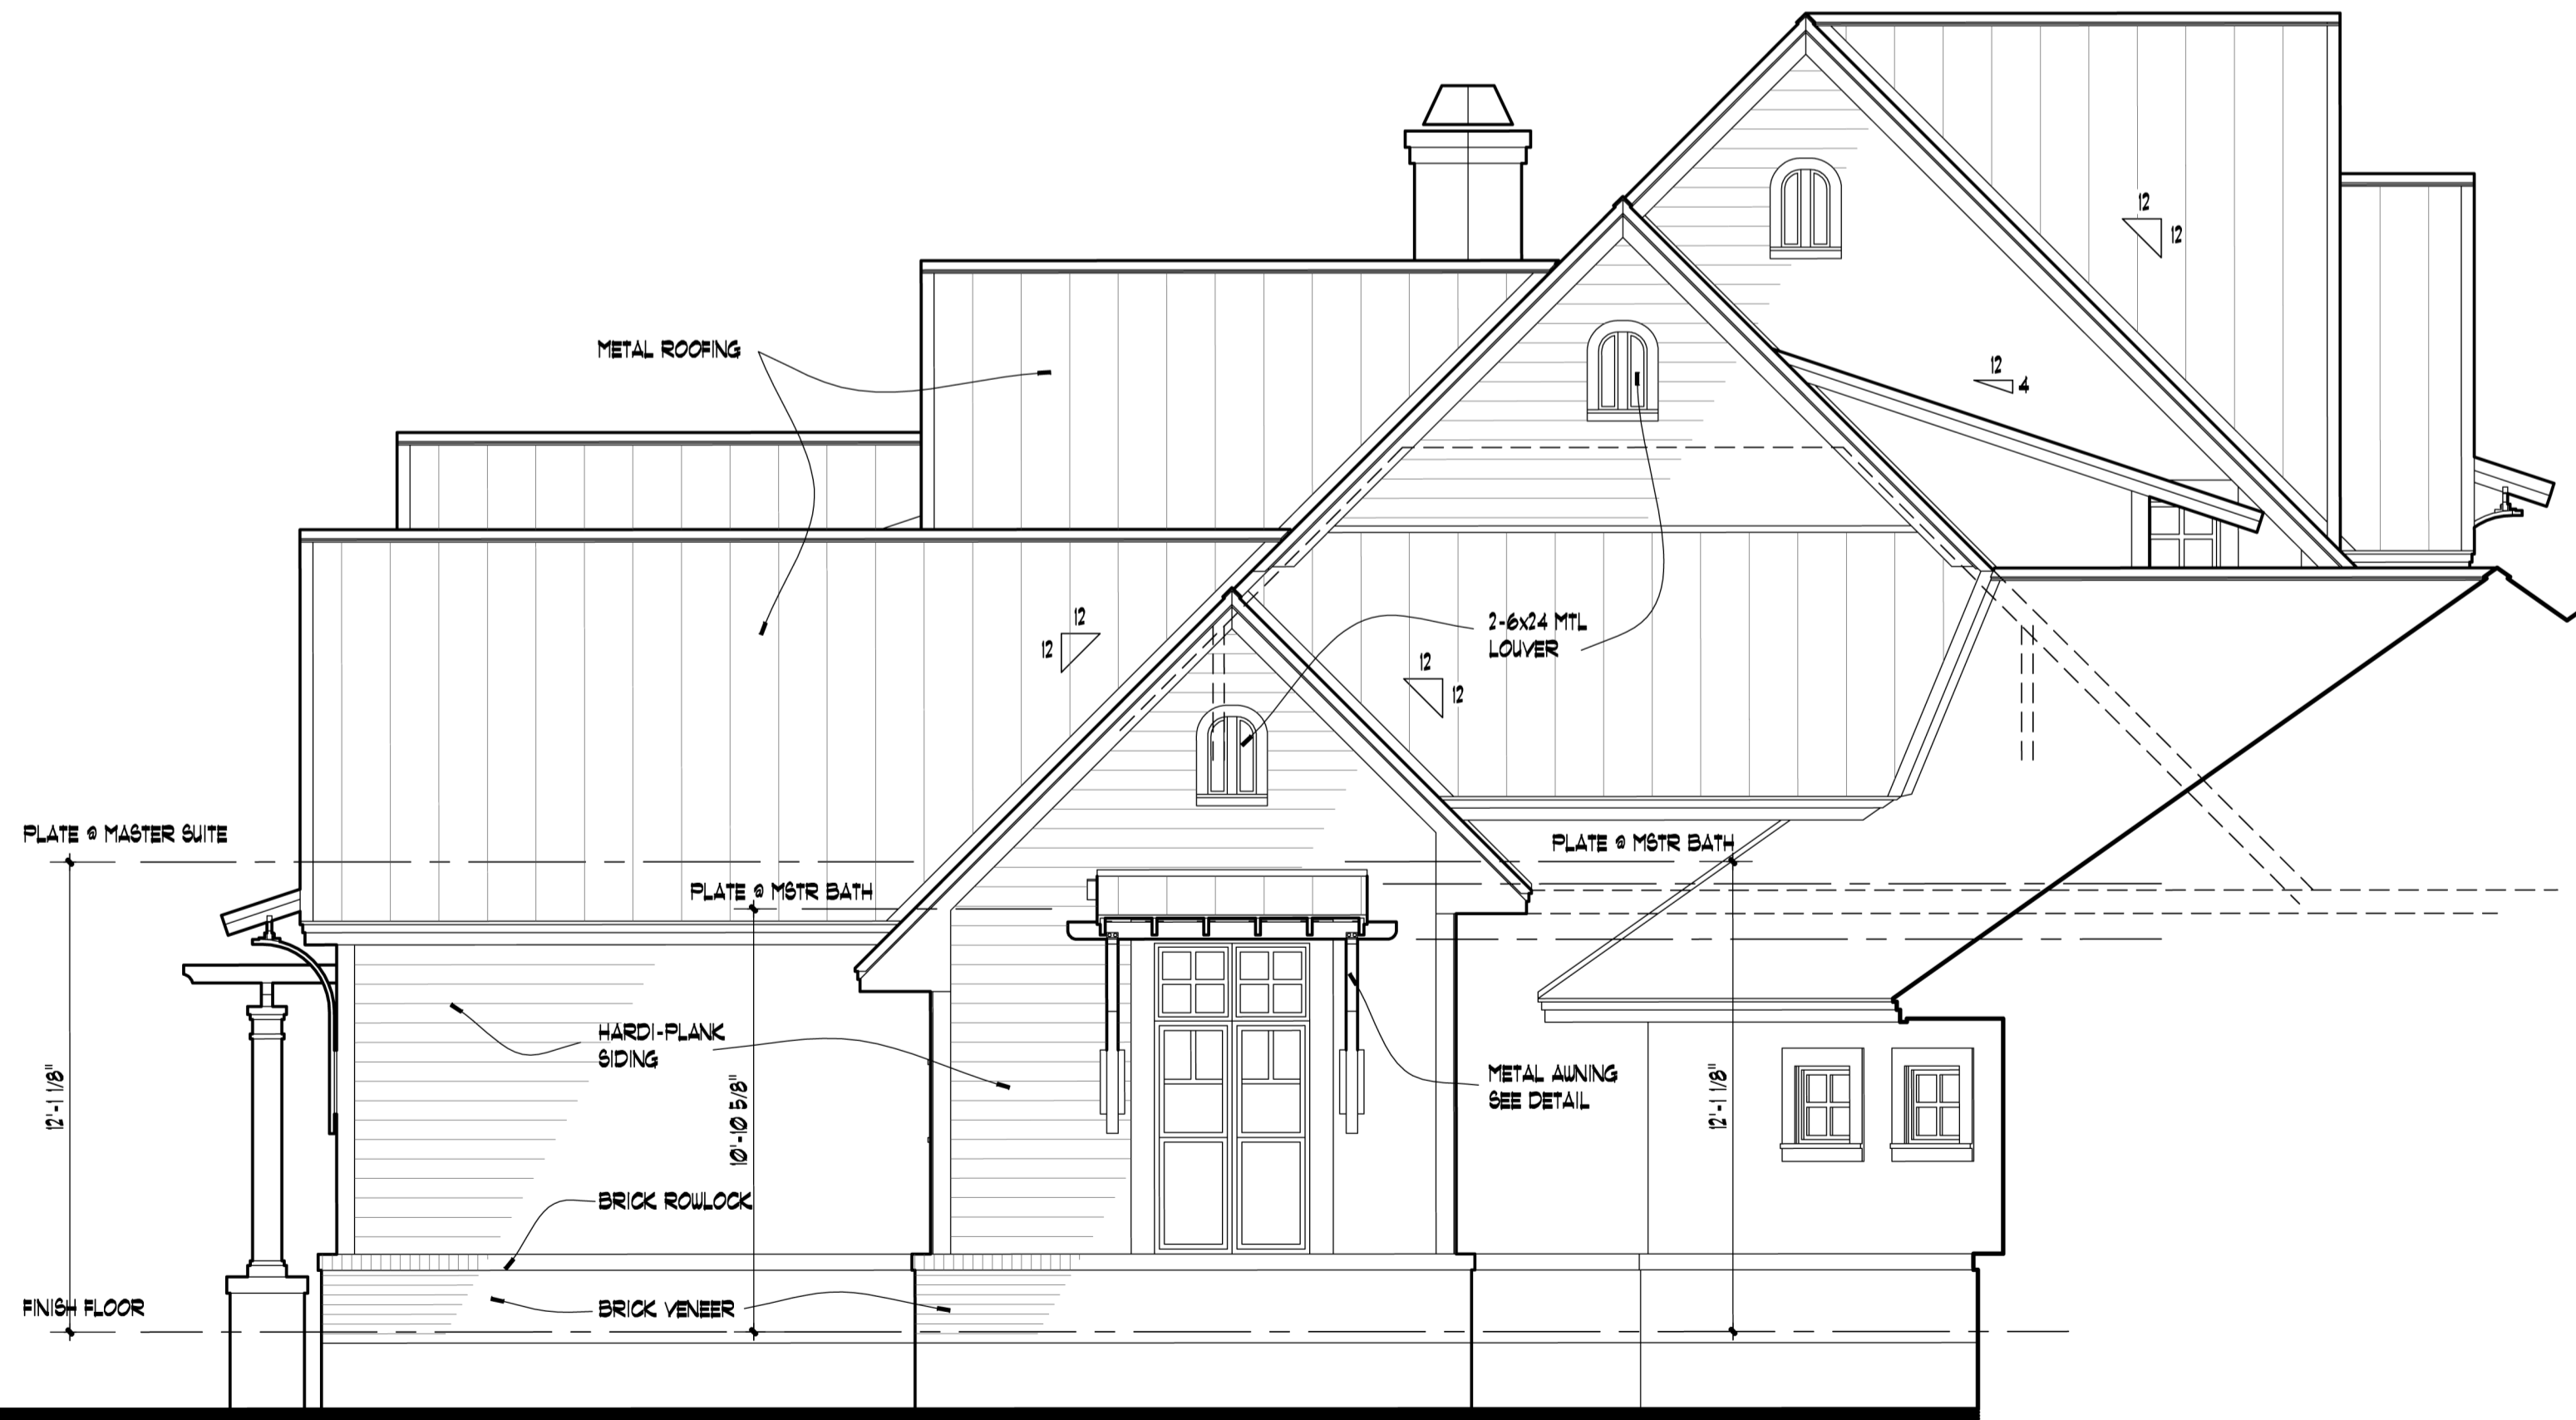 12
12
METAL ROOFING
12
4
12
12
2-6x24 MTL
LOUVER
12
12
PLATE @ MASTER SUITE
PLATE @ MSTR BATH
PLATE @ MSTR BATH
HARDI-PLANK
SIDING
METAL AWNING
SEE DETAIL
12'-1 1/8"
10'-10 5/8"
12'-1 1/8"
BRICK ROWLOCK
FINISH FLOOR
BRICK VENEER